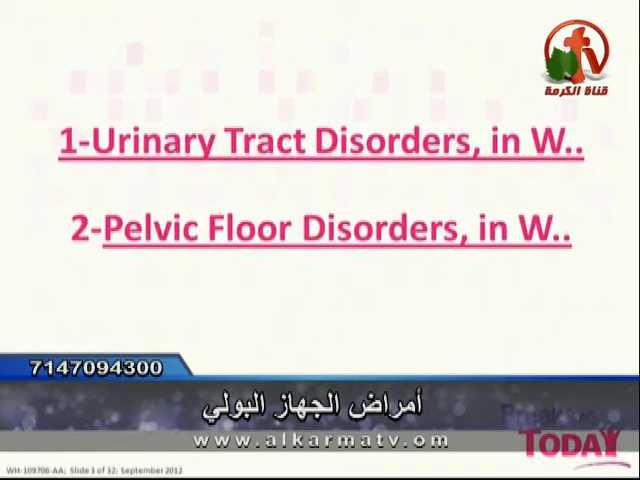 tv
قناة الكرمة
1-Urinary Tract Disorders, in W..
2-Pelvic Floor Disorders, in W..
7147094300
أمراض الجهاز البولي
www.alkarmatv.om
TODAY
WH-109706-AA; Slide 3 of 32; September 2012